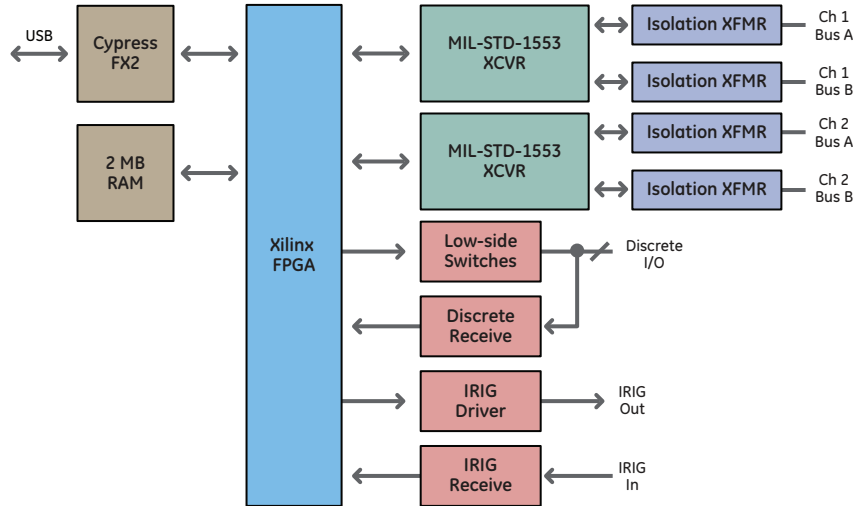 USB
Cypress
FX2
2 MB
RAM
Xilinx
FPGA
MIL-STD-1553
XCVR
Isolation XFMR
Ch 1
Bus A
Isolation XFMR
Ch 1
Bus B
MIL-STD-1553
XCVR
Isolation XFMR
Ch 2
Bus A
Isolation XFMR
Ch 2
Bus B
Low-side
Switches
Discrete
I/O
Discrete
Receive
IRIG
Driver
IRIG
Out
IRIG
Receive
IRIG
In